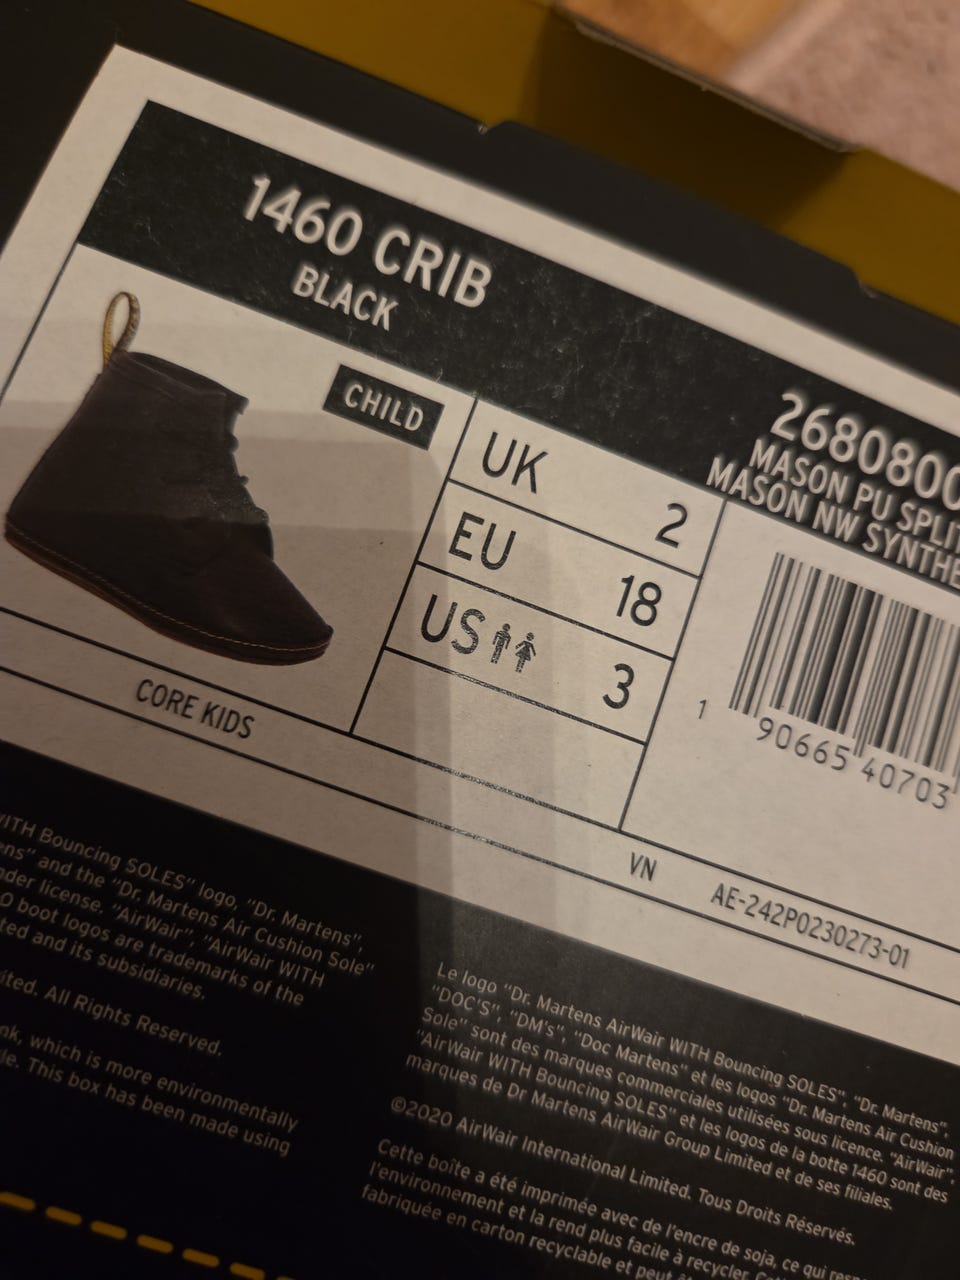 1460 CRIB
BLACK
CHILD
UK 2
EU 18
US 3
CORE KIDS
2680800
MASON PU SPLIT
MASON NW SYNTHE
1 90665 40703
VN AE-242P0230273-01
WITH Bouncing SOLES" logo, "Dr. Martens",
and the "Dr. Martens Air Cushion Sole"
under license. "AirWair", "AirWair WITH
boot logos are trademarks of the
and its subsidiaries.
All Rights Reserved.
which is more environmentally
This box has been made using
Le logo "Dr. Martens AirWair WITH Bouncing SOLES", "Dr. Martens",
"DOC'S", "DM's", "Doc Martens" et les logos "Dr. Martens Air Cushion
Sole" sont des marques commerciales utilisées sous licence. "AirWair",
"AirWair WITH Bouncing SOLES" et les logos de la botte 1460 sont des
marques de Dr Martens AirWair Group Limited et de ses filiales.
©2020 AirWair International Limited. Tous Droits Réservés.
Cette boîte a été imprimée avec de l'encre de soja, ce qui
l'environnement et la rend plus facile à recycler.
fabriquée en carton recyclable et peut